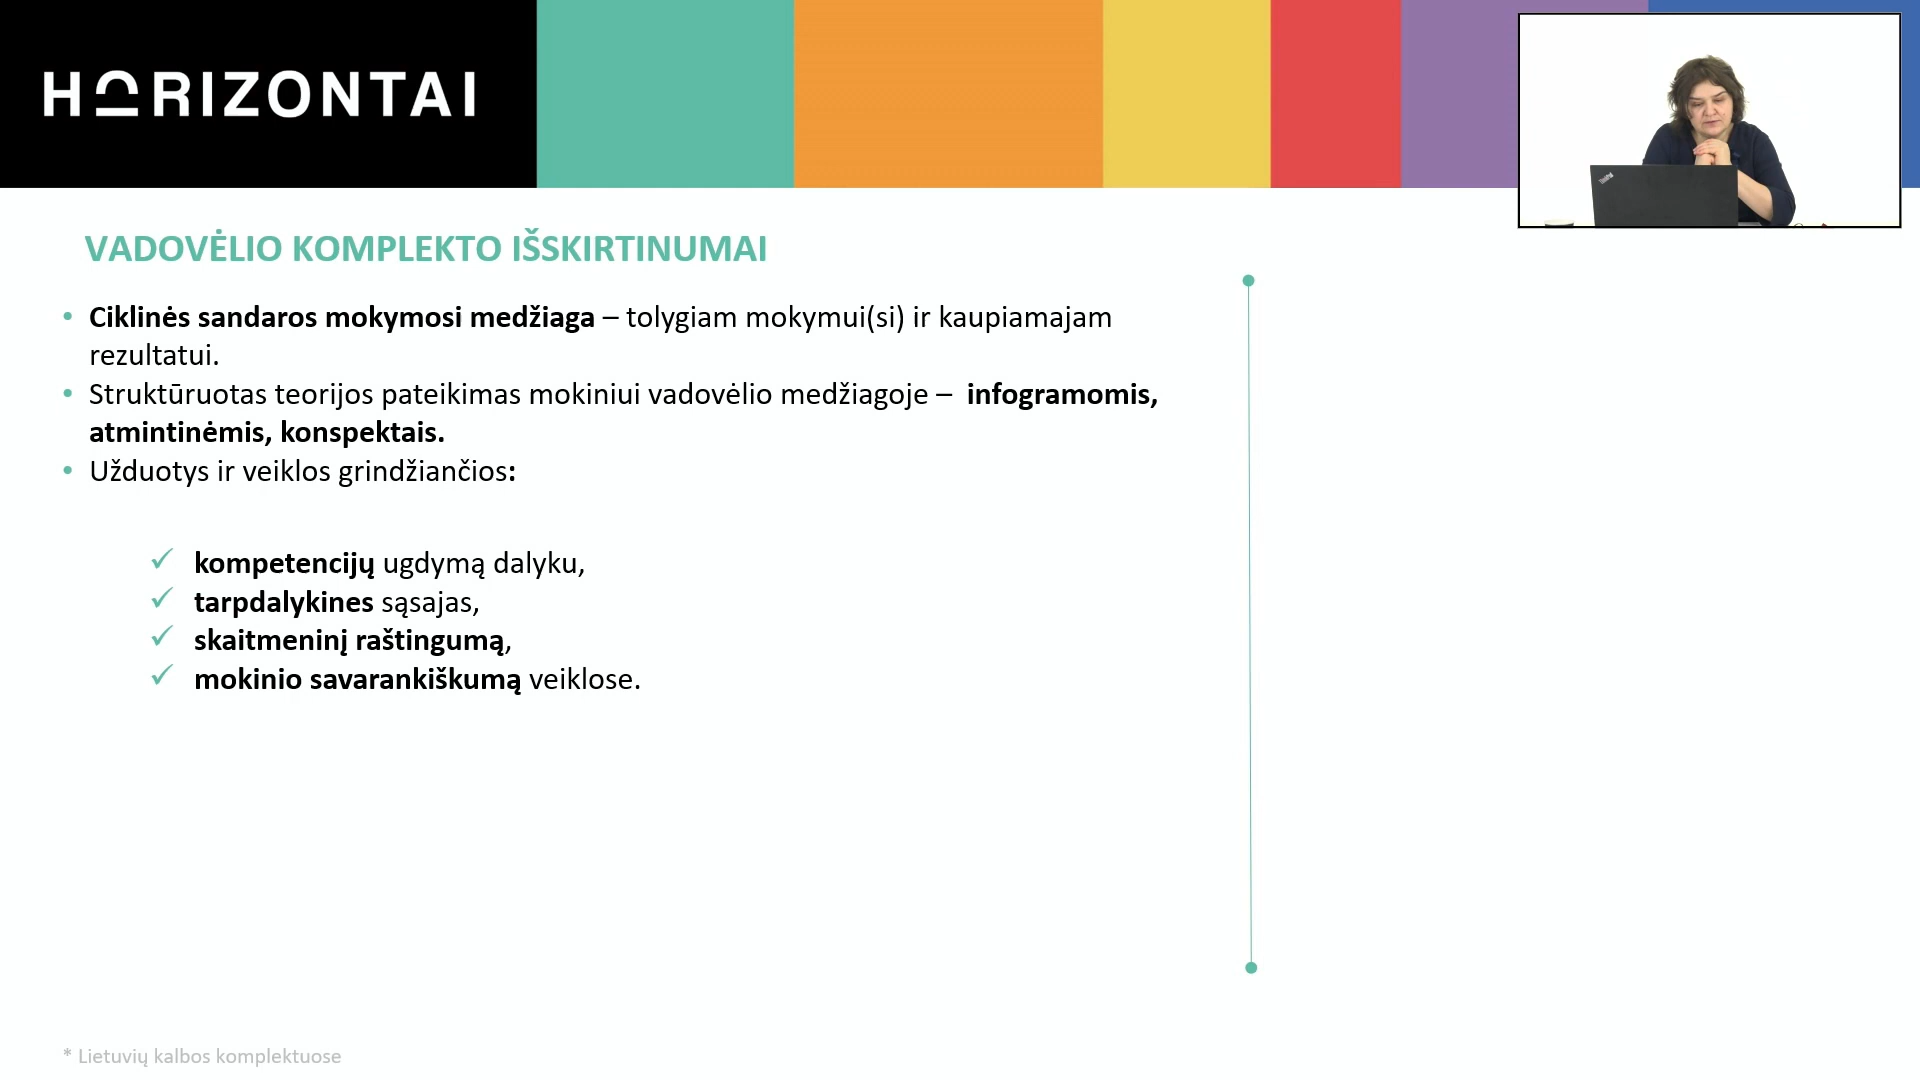 HORIZONTAI
VADOVĖLIO KOMPLEKTO IŠSKIRTINUMAI
• Ciklinės sandaros mokymosi medžiaga – tolygiam mokymui(si) ir kaupiamajam
rezultatui.
• Struktūruotas teorijos pateikimas mokiniui vadovėlio medžiagoje – infogramomis,
atmintinėmis, konspektais.
• Užduotys ir veiklos grindžiančios:
✓ kompetencijų ugdymą dalyku,
✓ tarpdalykines sąsajas,
✓ skaitmeninį raštingumą,
✓ mokinio savarankiškumą veiklose.
* Lietuvių kalbos komplektuose
ThinkPad